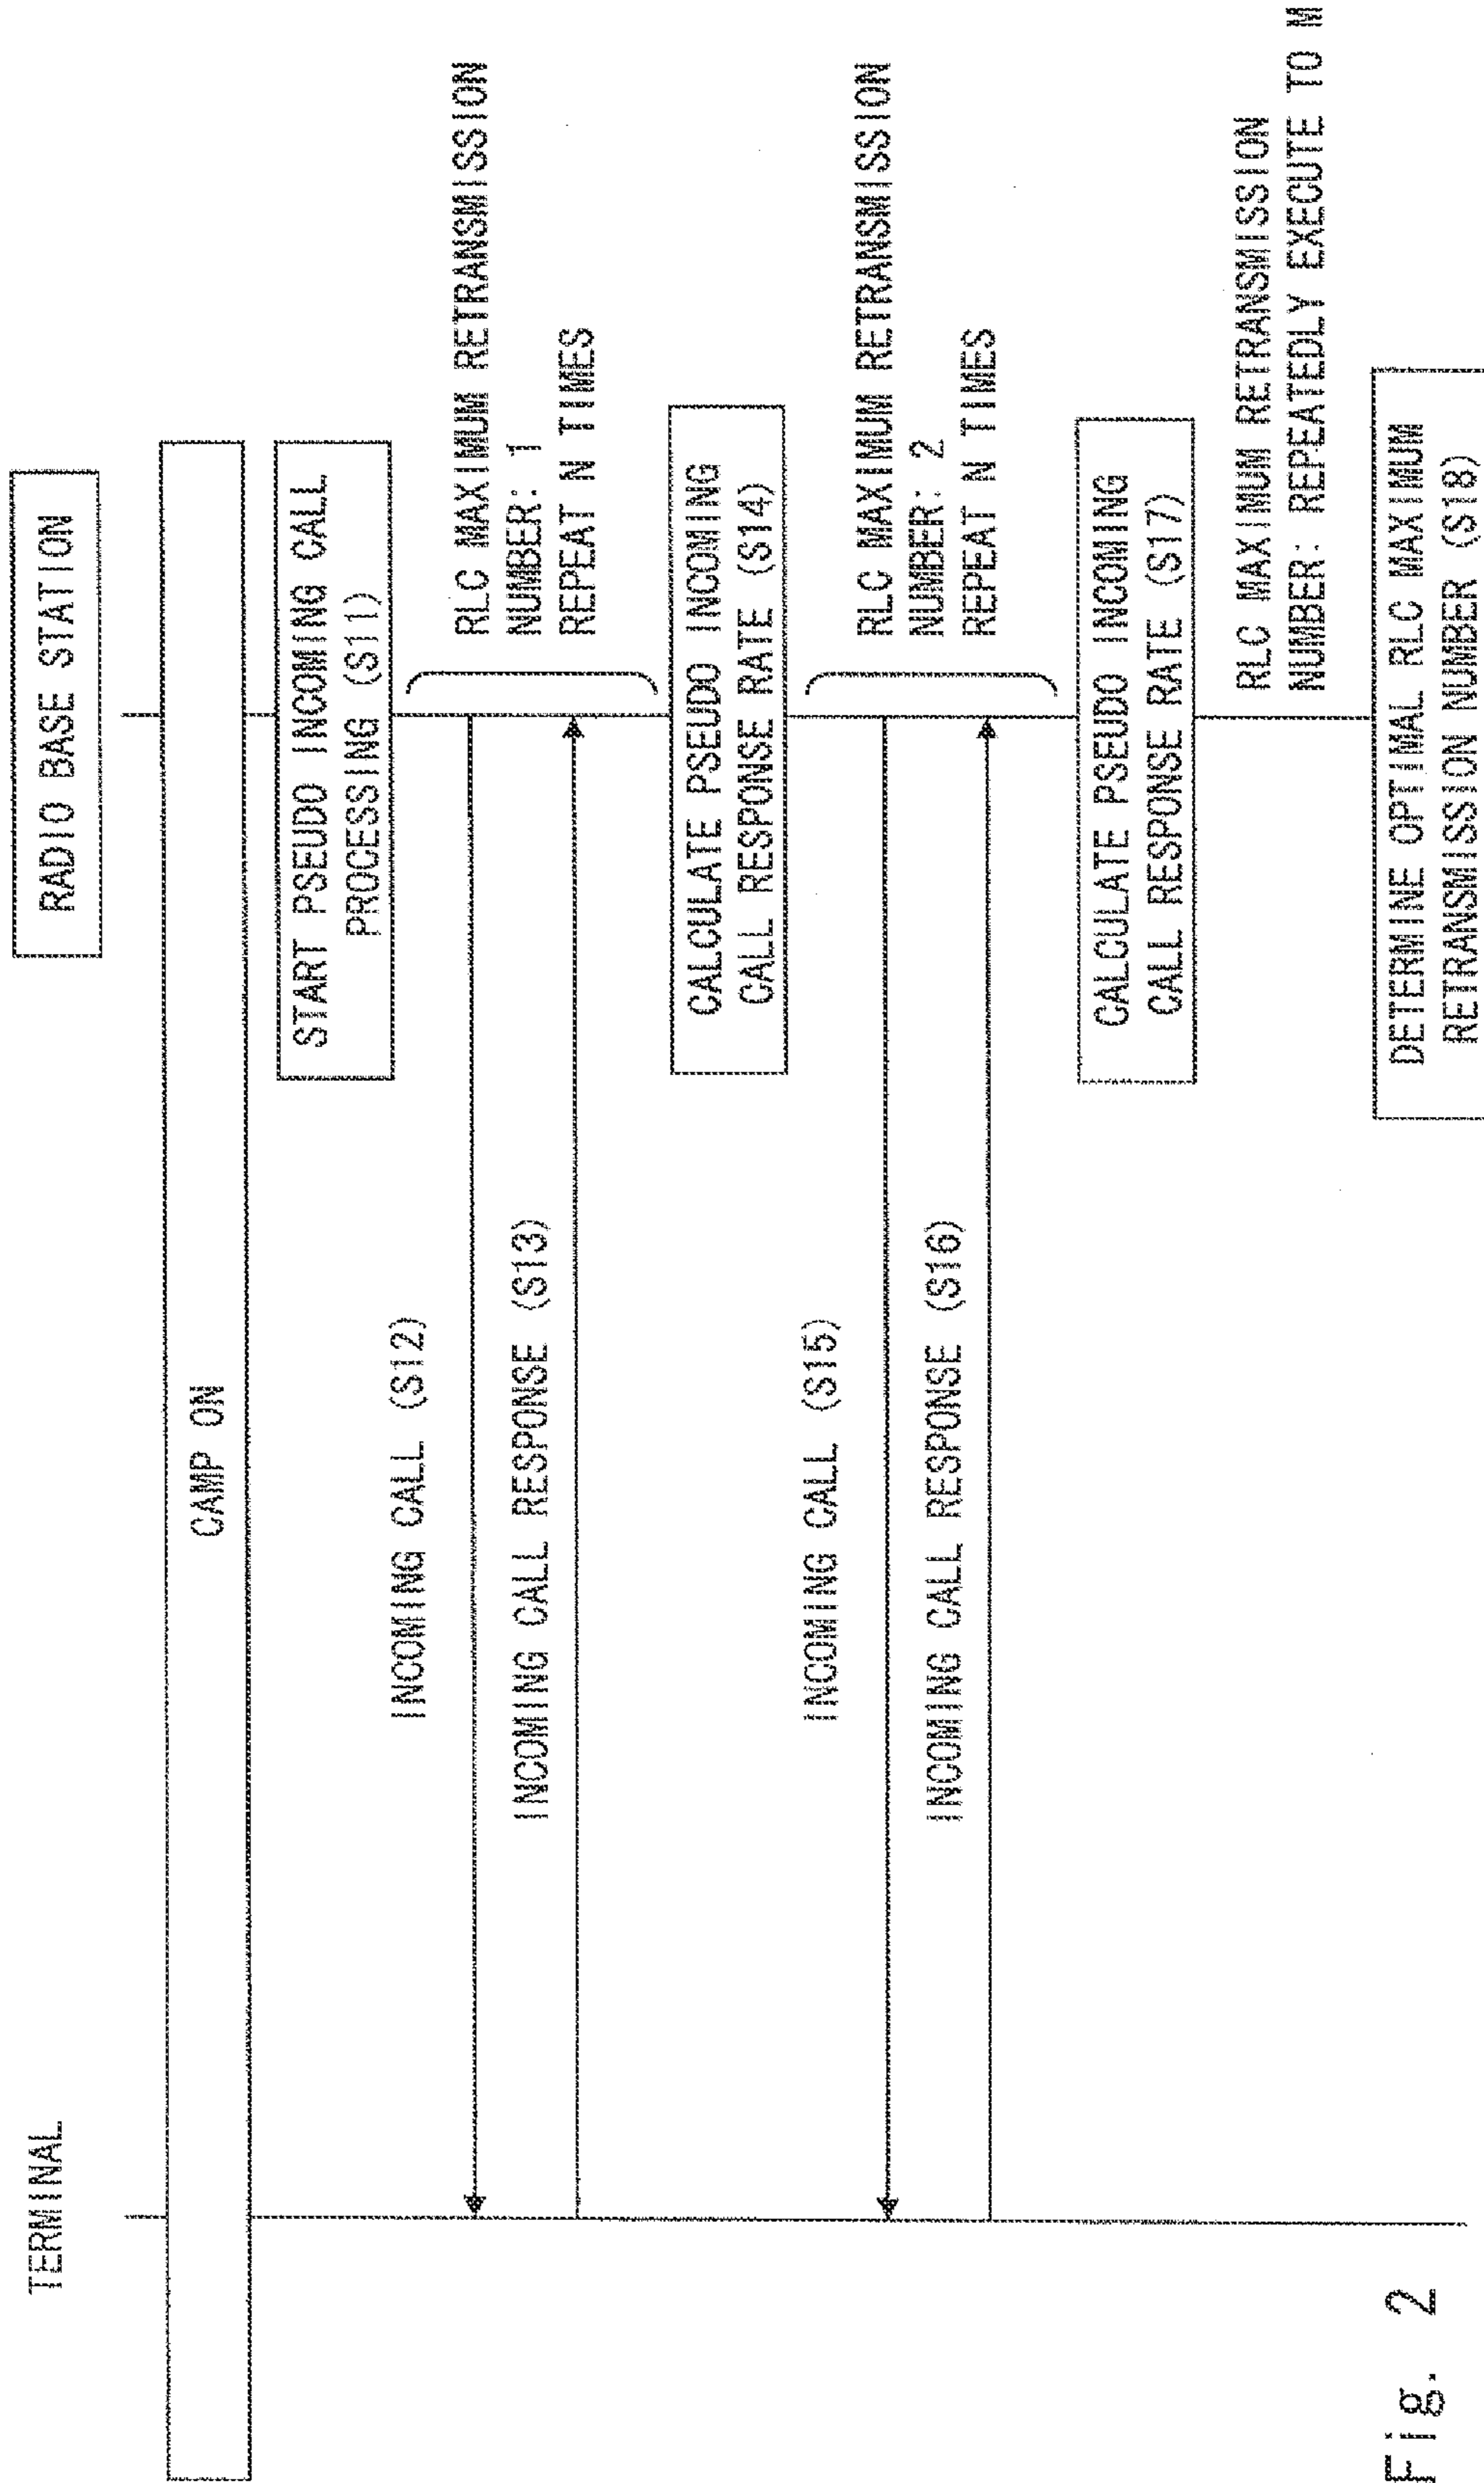 TERMINAL
RADIO BASE STATION
CAMP ON
START PSEUDO INCOMING CALL
PROCESSING (S11)
INCOMING CALL (S12)
RLC MAXIMUM RETRANSMISSION
NUMBER: 1
REPEAT N TIMES
INCOMING CALL RESPONSE (S13)
CALCULATE PSEUDO INCOMING
CALL RESPONSE RATE (S14)
INCOMING CALL (S15)
RLC MAXIMUM RETRANSMISSION
NUMBER: 2
REPEAT N TIMES
INCOMING CALL RESPONSE (S16)
CALCULATE PSEUDO INCOMING
CALL RESPONSE RATE (S17)
RLC MAXIMUM RETRANSMISSION
NUMBER: REPEATEDLY EXECUTE TO M
DETERMINE OPTIMAL RLC MAXIMUM
RETRANSMISSION NUMBER (S18)
Fig. 2